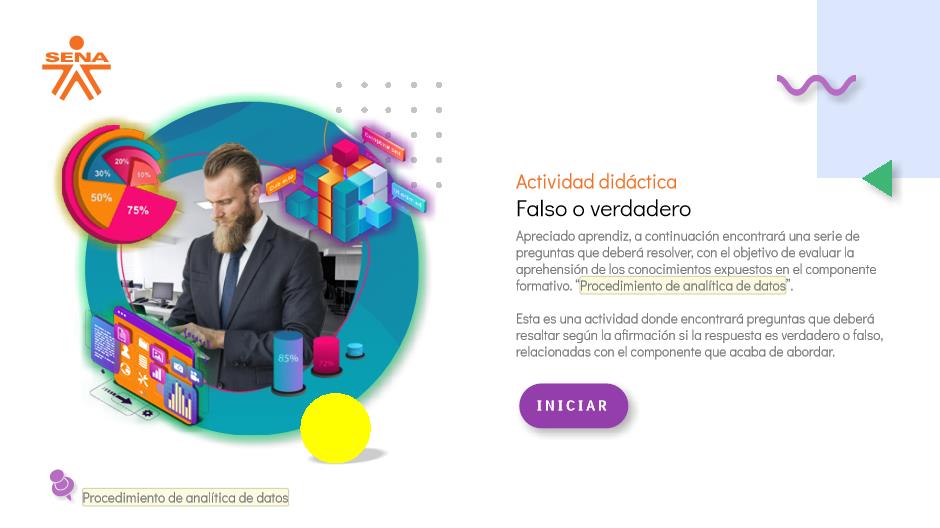 SENA
20%
30%
10%
50%
75%
85%
72%
Actividad didáctica
Falso o verdadero
Apreciado aprendiz, a continuación encontrará una serie de
preguntas que deberá resolver, con el objetivo de evaluar la
aprehensión de los conocimientos expuestos en el componente
formativo. “Procedimiento de analítica de datos”.
Esta es una actividad donde encontrará preguntas que deberá
resaltar según la afirmación si la respuesta es verdadero o falso,
relacionadas con el componente que acaba de abordar.
INICIAR
Procedimiento de analítica de datos